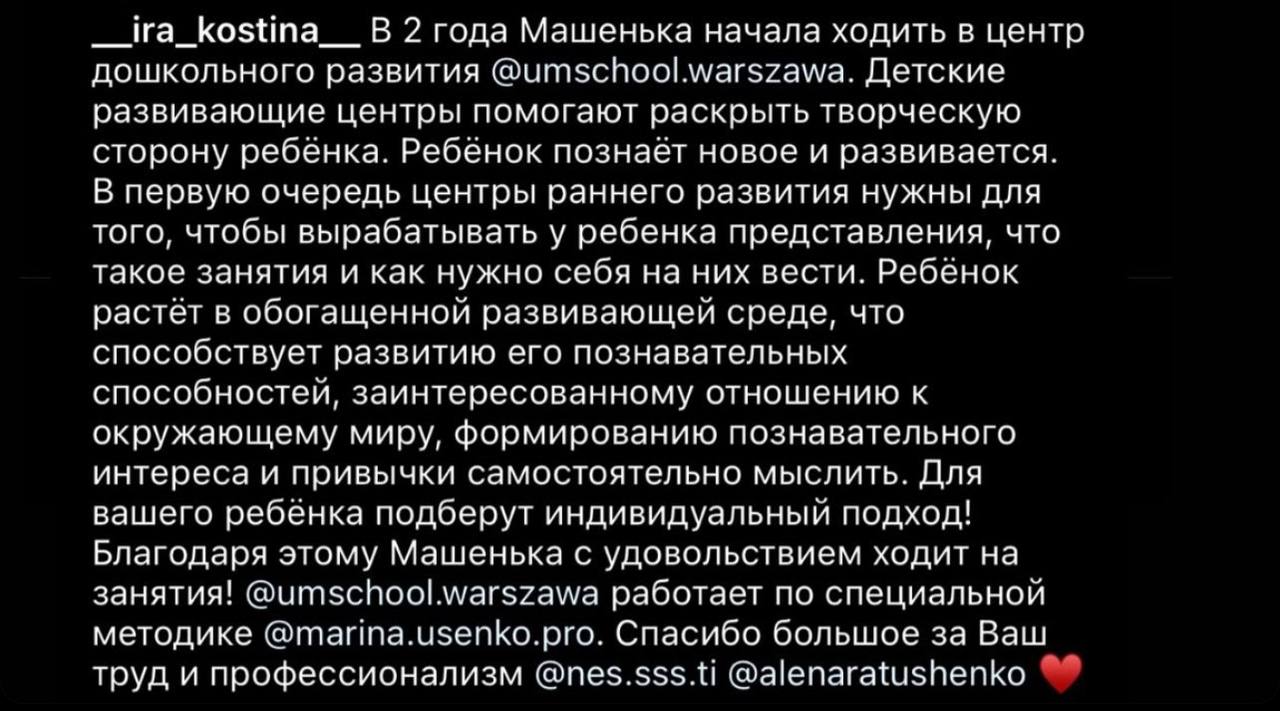 __ira_kostina__ В 2 года Машенька начала ходить в центр
дошкольного развития @umschool.warszawa. Детские
развивающие центры помогают раскрыть творческую
сторону ребёнка. Ребёнок познаёт новое и развивается.
В первую очередь центры раннего развития нужны для
того, чтобы вырабатывать у ребенка представления, что
такое занятия и как нужно себя на них вести. Ребёнок
растёт в обогащенной развивающей среде, что
способствует развитию его познавательных
способностей, заинтересованному отношению к
окружающему миру, формированию познавательного
интереса и привычки самостоятельно мыслить. Для
вашего ребёнка подберут индивидуальный подход!
Благодаря этому Машенька с удовольствием ходит на
занятия! @umschool.warszawa работает по специальной
методике @marina.usenko.pro. Спасибо большое за Ваш
труд и профессионализм @nes.sss.ti @alenaratushenko ❤️